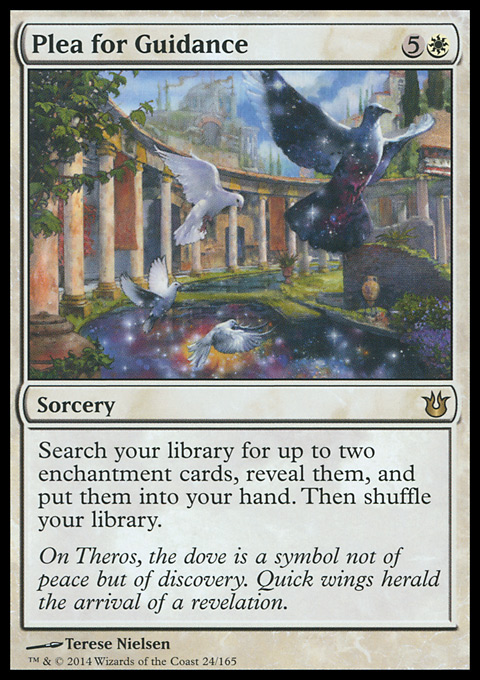 Plea for Guidance 5
Sorcery
Search your library for up to two
enchantment cards, reveal them, and
put them into your hand. Then shuffle
your library.
On Theros, the dove is a symbol not of
peace but of discovery. Quick wings herald
the arrival of a revelation.
Terese Nielsen
™ & © 2014 Wizards of the Coast 24/165